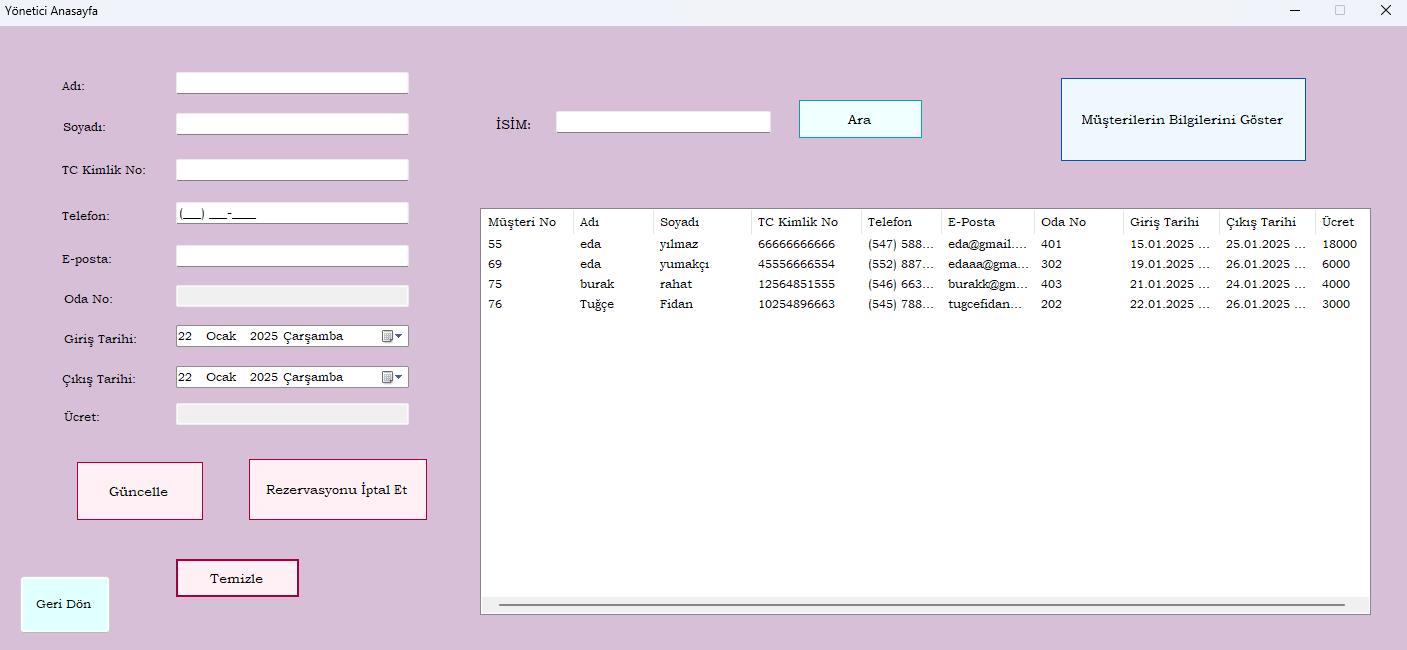 Yönetici Anasayfa
Adı:
Soyadı:
TC Kimlik No:
Telefon: (___) ___-____
E-posta:
Oda No:
Giriş Tarihi: 22 Ocak 2025 Çarşamba
Çıkış Tarihi: 22 Ocak 2025 Çarşamba
Ücret:
Güncelle
Rezervasyonu İptal Et
Temizle
Geri Dön
İSİM:
Ara
Müşterilerin Bilgilerini Göster
Müşteri No Adı Soyadı TC Kimlik No Telefon E-Posta Oda No Giriş Tarihi Çıkış Tarihi Ücret
55 eda yılmaz 66666666666 (547) 588... eda@gmail.... 401 15.01.2025 ... 25.01.2025 ... 18000
69 eda yumakçı 45556666554 (552) 887... edaaa@gma... 302 19.01.2025 ... 26.01.2025 ... 6000
75 burak rahat 12564851555 (546) 663... burakk@gm... 403 21.01.2025 ... 24.01.2025 ... 4000
76 Tuğçe Fidan 10254896663 (545) 788... tugcefidan... 202 22.01.2025 ... 26.01.2025 ... 3000